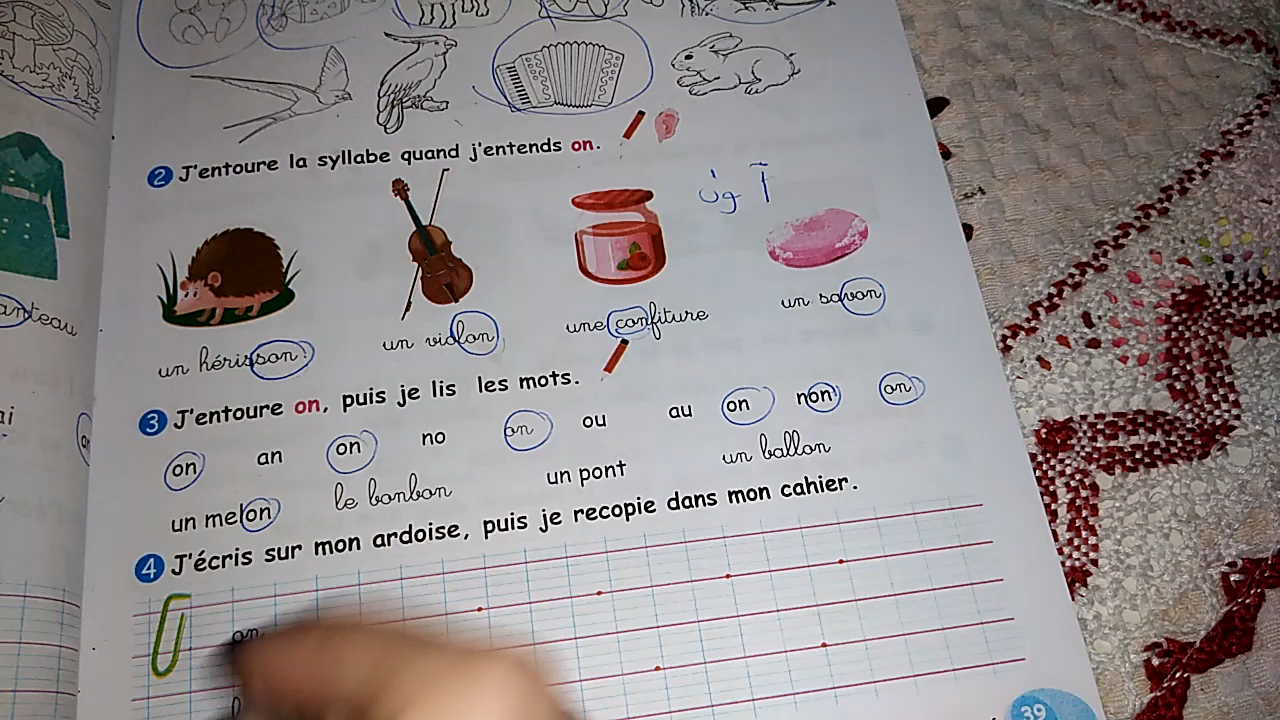 2 J'entoure la syllabe quand j'entends on.
anteau
un hérisson
un violon
une confiture
un savon
3 J'entoure on, puis je lis les mots.
on an on no on ou au on non on
un melon le bonbon un pont un ballon
4 J'écris sur mon ardoise, puis je recopie dans mon cahier.
on
39